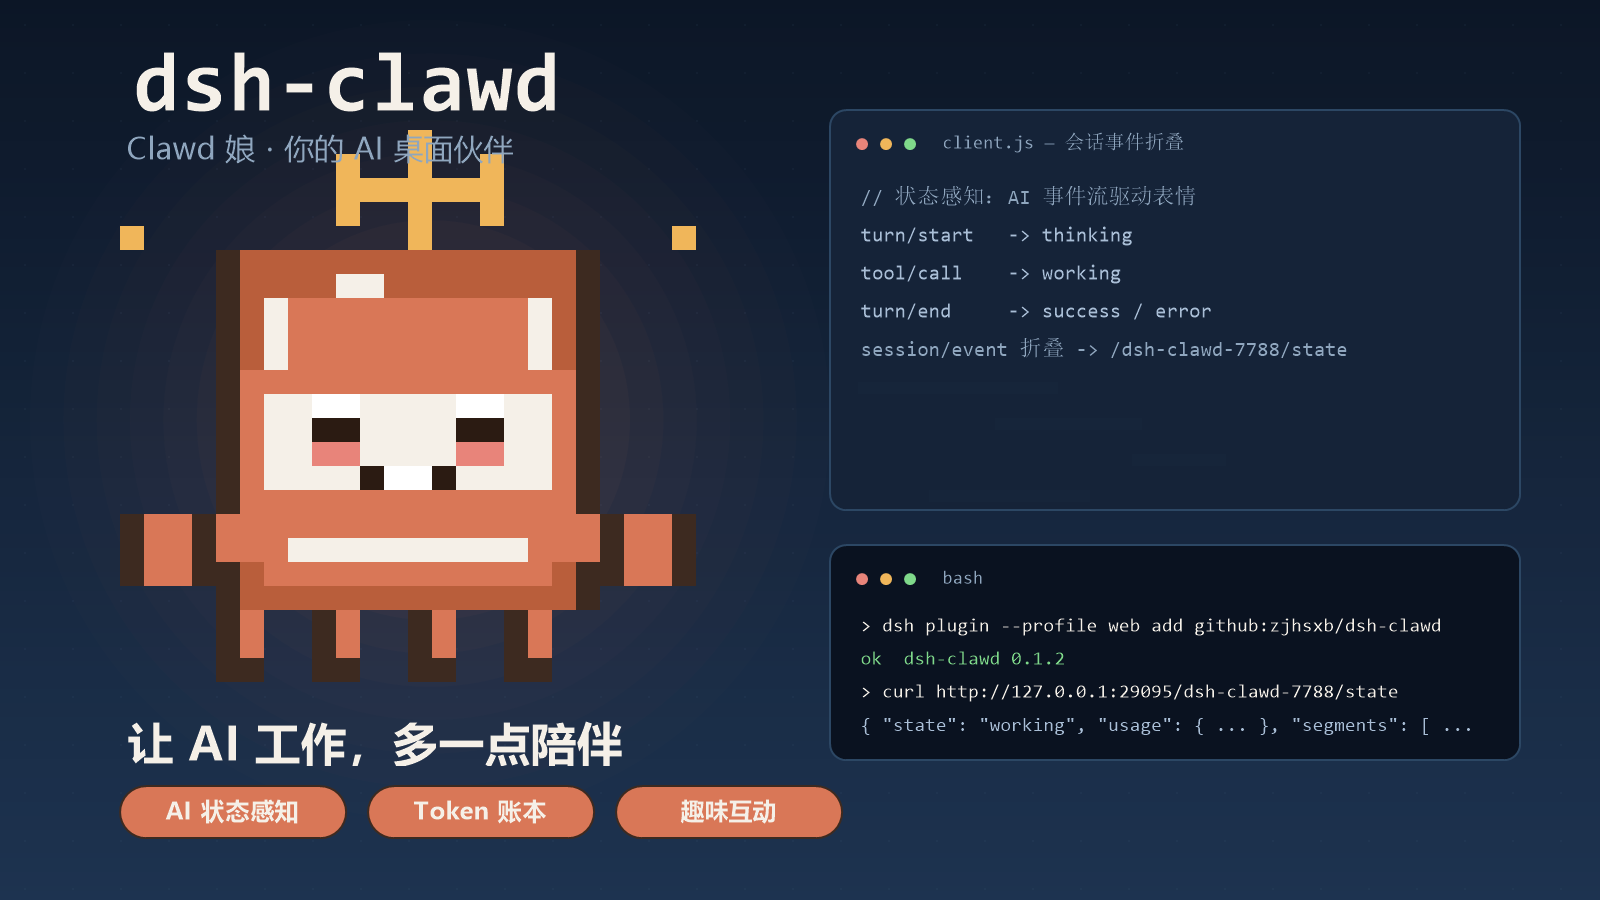 dsh-clawd
Clawd 娘 · 你的 AI 桌面伙伴
client.js — 会话事件折叠
// 状态感知: AI 事件流驱动表情
turn/start -> thinking
tool/call -> working
turn/end -> success / error
session/event 折叠 -> /dsh-clawd-7788/state
bash
> dsh plugin --profile web add github:zjhsxb/dsh-clawd
ok dsh-clawd 0.1.2
> curl http://127.0.0.1:29095/dsh-clawd-7788/state
{ "state": "working", "usage": { ... }, "segments": [ ...
让 AI 工作，多一点陪伴
AI 状态感知
Token 账本
趣味互动